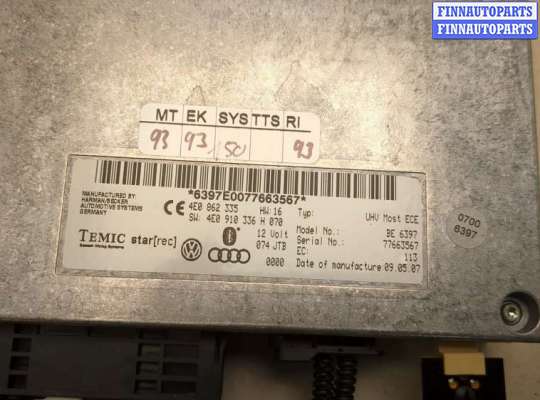 FINNAUTOPARTS
FINNAUTOPARTS
MT EK SYS TTS RI
93 93 50 93
*6397E0077663567*
MANUFACTURED BY:
HARMAN/BECKER
AUTOMOTIVE SYSTEMS
GERMANY
CE 4E0 862 335 HW: 16 Typ: UHV Most ECE
SW: 4E0 910 336 H 070
12 Volt Model No.: BE 6397
074 JTB Serial No.: 77663567
EC: 113
0000 Date of manufacture 09.05.07
TEMIC star[rec]
0700
6397